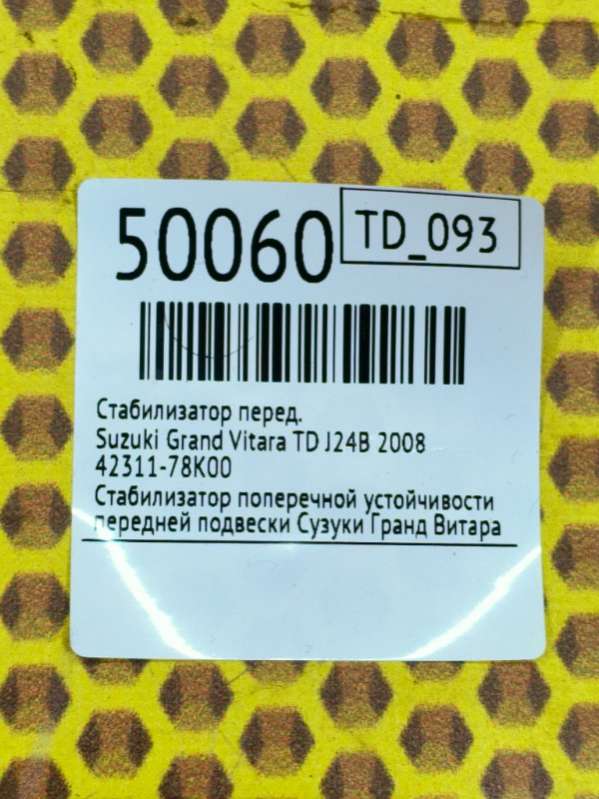 50060
TD_093
Стабилизатор перед.
Suzuki Grand Vitara TD J24B 2008
42311-78K00
Стабилизатор поперечной устойчивости
передней подвески Сузуки Гранд Витара